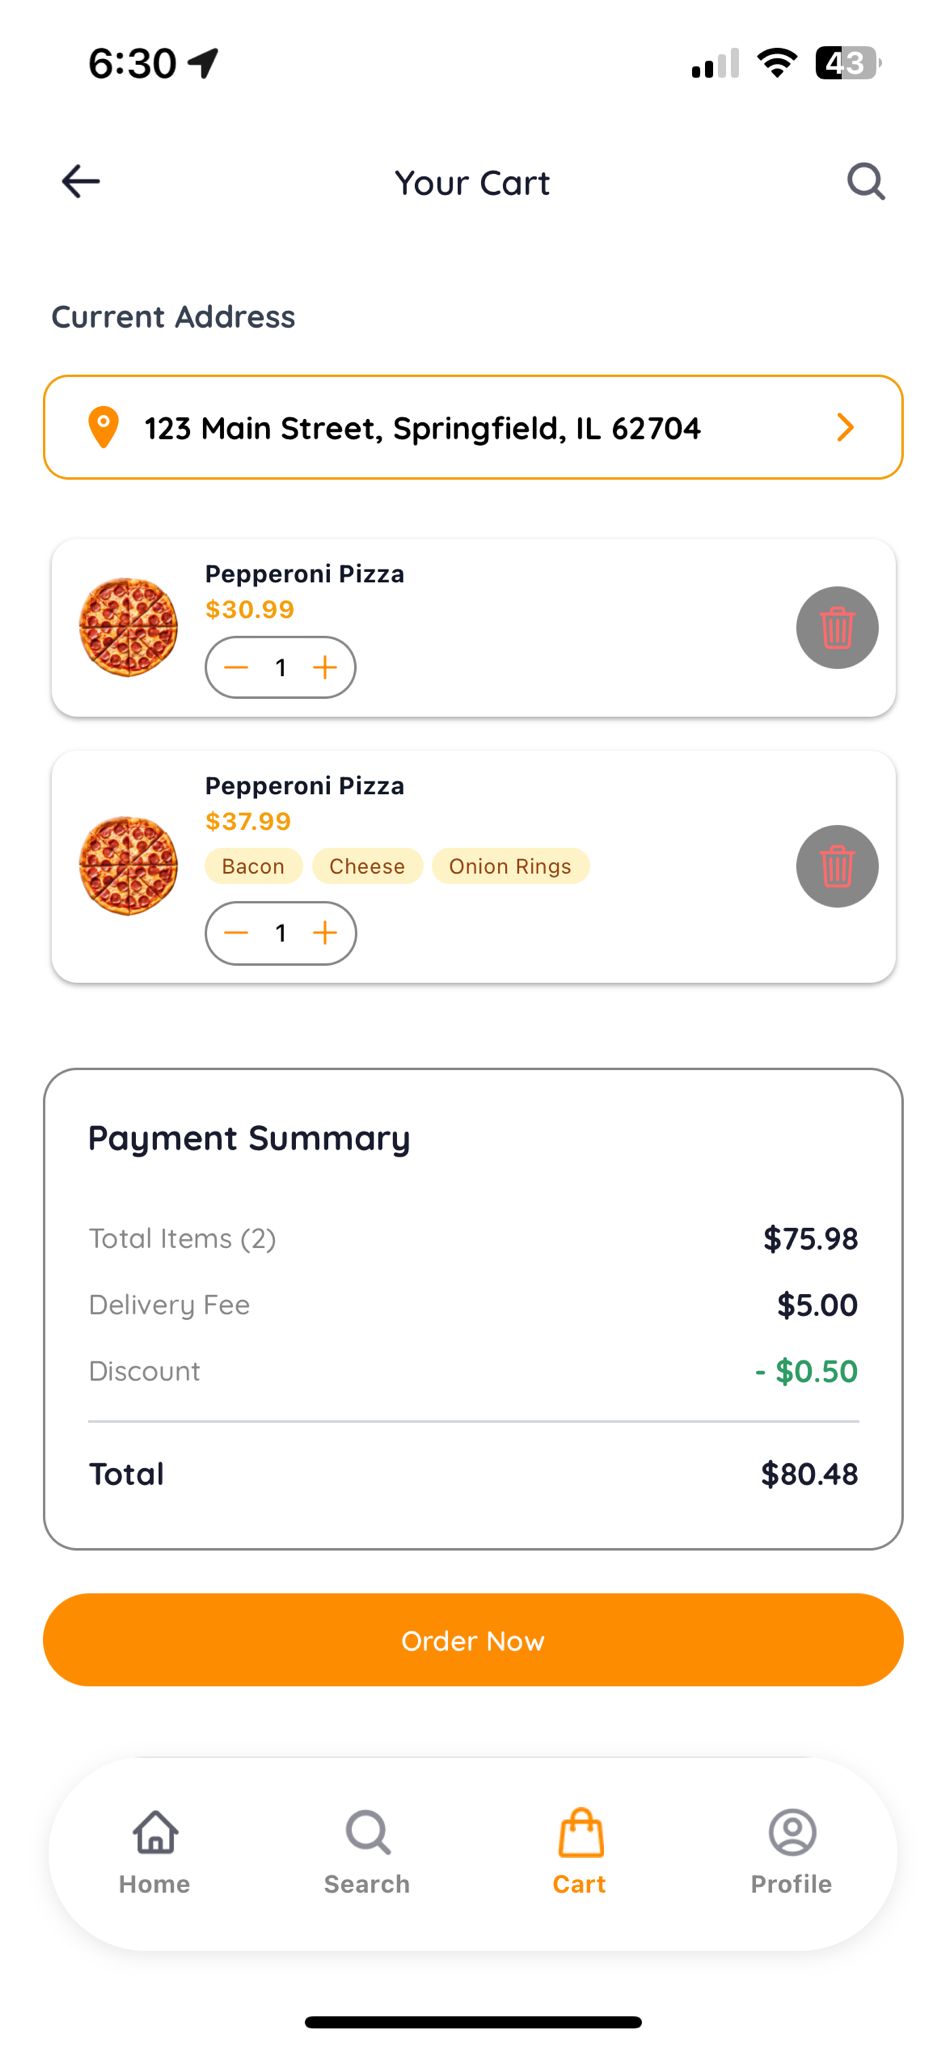 6:30
43
Your Cart
Current Address
123 Main Street, Springfield, IL 62704
Pepperoni Pizza
$30.99
1
Pepperoni Pizza
$37.99
Bacon Cheese Onion Rings
1
Payment Summary
Total Items (2) $75.98
Delivery Fee $5.00
Discount - $0.50
Total $80.48
Order Now
Home Search Cart Profile